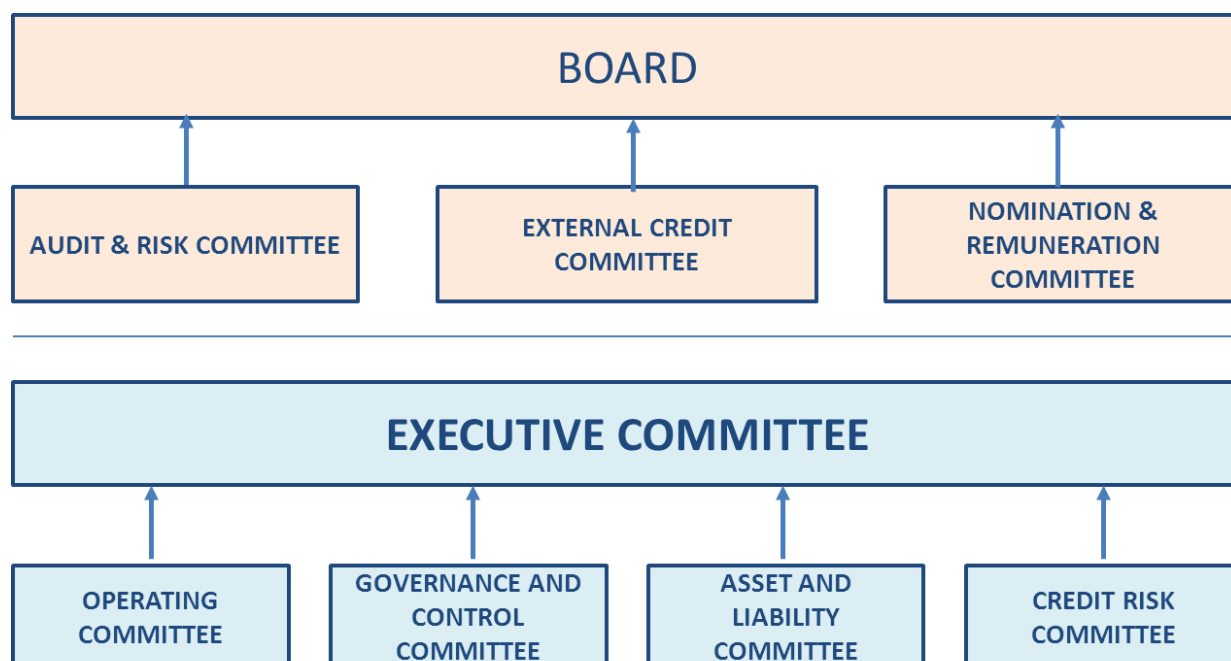 BOARD
AUDIT & RISK COMMITTEE
EXTERNAL CREDIT
COMMITTEE
NOMINATION &
REMUNERATION
COMMITTEE
EXECUTIVE COMMITTEE
OPERATING
COMMITTEE
GOVERNANCE AND
CONTROL
COMMITTEE
ASSET AND
LIABILITY
COMMITTEE
CREDIT RISK
COMMITTEE